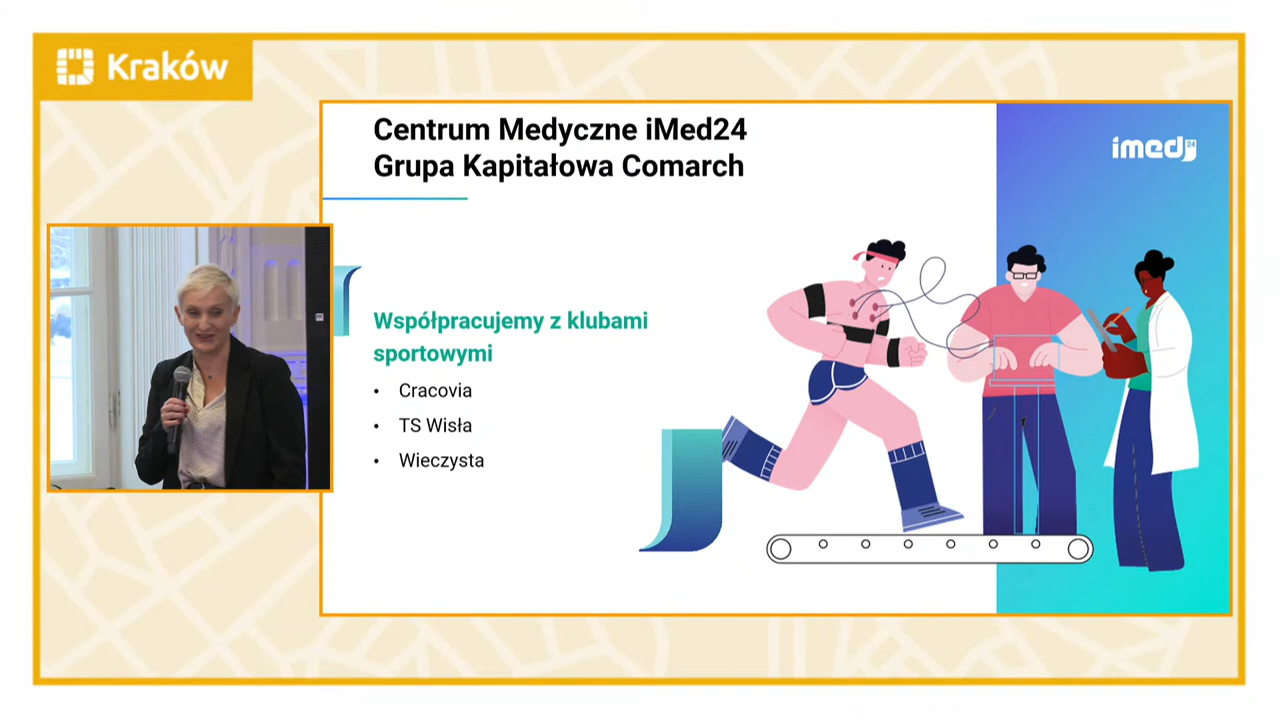 Kraków
Centrum Medyczne iMed24
Grupa Kapitałowa Comarch
imed24
Współpracujemy z klubami
sportowymi
• Cracovia
• TS Wisła
• Wieczysta